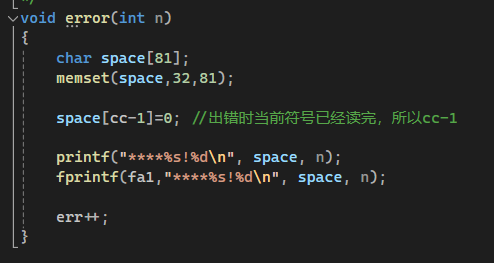 */
void error(int n)
{
char space[81];
memset(space,32,81);
space[cc-1]=0; //出错时当前符号已经读完，所以cc-1
printf("****%s!%d\n", space, n);
fprintf(fa1,"****%s!%d\n", space, n);
err++;
}